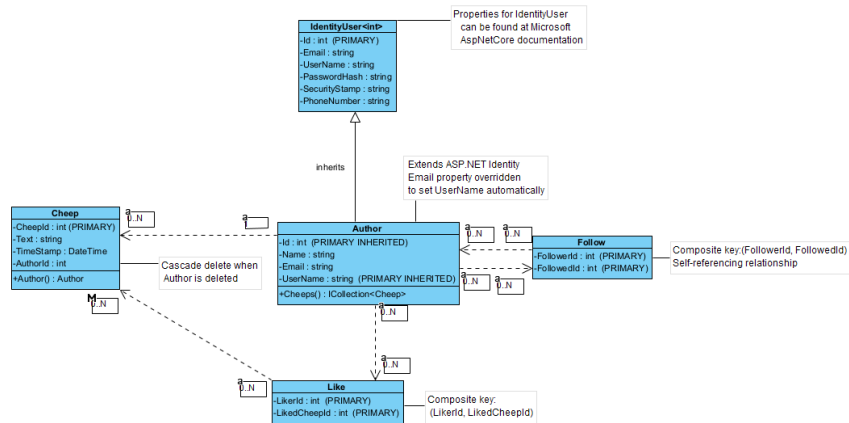 IdentityUser<int>
-Id : int (PRIMARY)
-Email : string
-UserName : string
-PasswordHash : string
-SecurityStamp : string
-PhoneNumber : string
Properties for IdentityUser
can be found at Microsoft
AspNetCore documentation
inherits
Extends ASP.NET Identity
Email property overridden
to set UserName automatically
Cheep
-CheepId : int (PRIMARY)
-Text : string
-TimeStamp : DateTime
-AuthorId : int
+Author() : Author
a
0..N
a
Cascade delete when
Author is deleted
Author
-Id : int (PRIMARY INHERITED)
-Name : string
-Email : string
-UserName : string (PRIMARY INHERITED)
+Cheeps() : ICollection<Cheep>
a
0..N
a
0..N
a
0..N
a
0..N
Follow
-FollowerId : int (PRIMARY)
-FollowedId : int (PRIMARY)
Composite key:(FollowerId, FollowedId)
Self-referencing relationship
M
0..N
a
0..N
a
0..N
a
0..N
Like
-LikerId : int (PRIMARY)
-LikedCheepId : int (PRIMARY)
Composite key:
(LikerId, LikedCheepId)